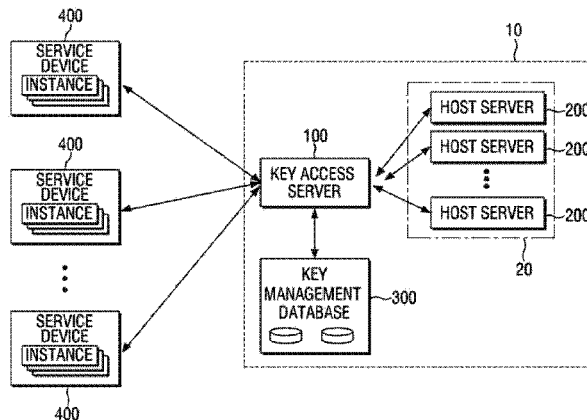 400
SERVICE
DEVICE
INSTANCE
400
SERVICE
DEVICE
INSTANCE
SERVICE
DEVICE
INSTANCE
400
10
100
KEY ACCESS
SERVER
KEY
MANAGEMENT
DATABASE
300
HOST SERVER
200
HOST SERVER
200
HOST SERVER
200
20